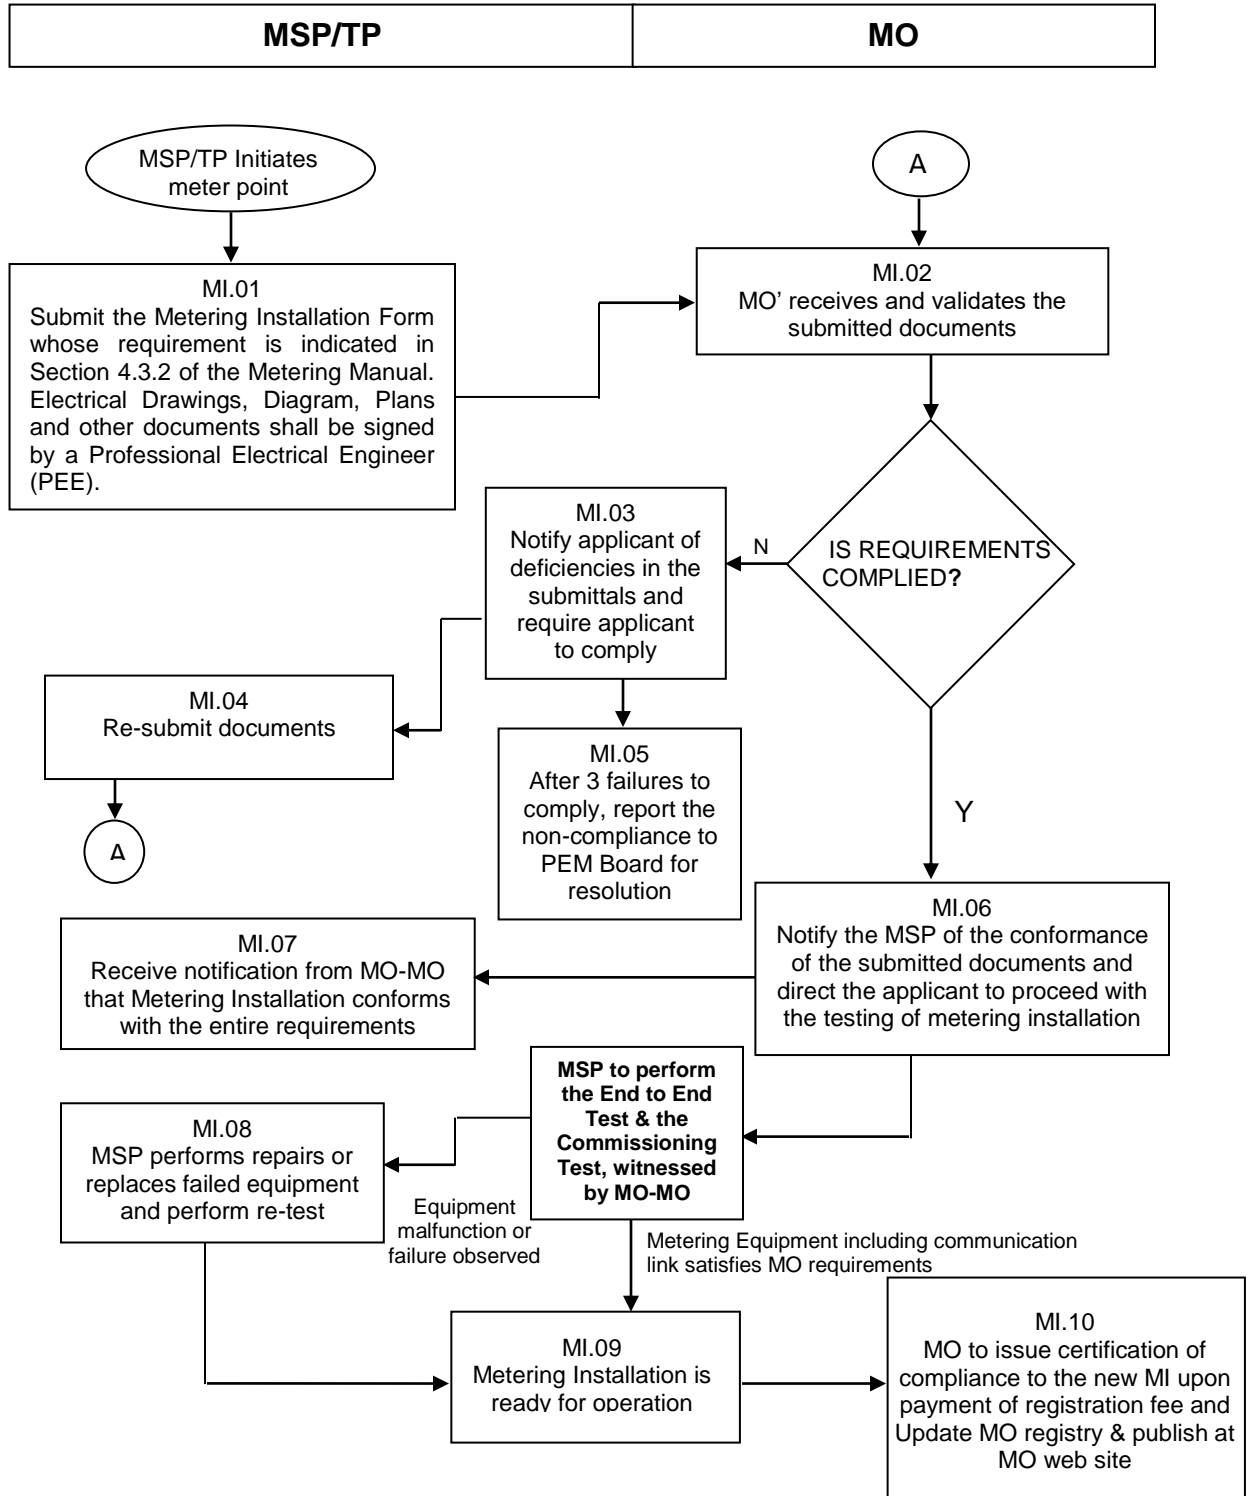 MSP/TP
MO
MSP/TP Initiates
meter point
A
MI.01
Submit the Metering Installation Form
whose requirement is indicated in
Section 4.3.2 of the Metering Manual.
Electrical Drawings, Diagram, Plans
and other documents shall be signed
by a Professional Electrical Engineer
(PEE).
MI.02
MO' receives and validates the
submitted documents
IS REQUIREMENTS
COMPLIED?
N
MI.03
Notify applicant of
deficiencies in the
submittals and
require applicant
to comply
MI.04
Re-submit documents
A
MI.05
After 3 failures to
comply, report the
non-compliance to
PEM Board for
resolution
Y
MI.06
Notify the MSP of the conformance
of the submitted documents and
direct the applicant to proceed with
the testing of metering installation
MI.07
Receive notification from MO-MO
that Metering Installation conforms
with the entire requirements
MSP to perform
the End to End
Test & the
Commissioning
Test, witnessed
by MO-MO
MI.08
MSP performs repairs or
replaces failed equipment
and perform re-test
Equipment
malfunction or
failure observed
Metering Equipment including communication
link satisfies MO requirements
MI.09
Metering Installation is
ready for operation
MI.10
MO to issue certification of
compliance to the new MI upon
payment of registration fee and
Update MO registry & publish at
MO web site